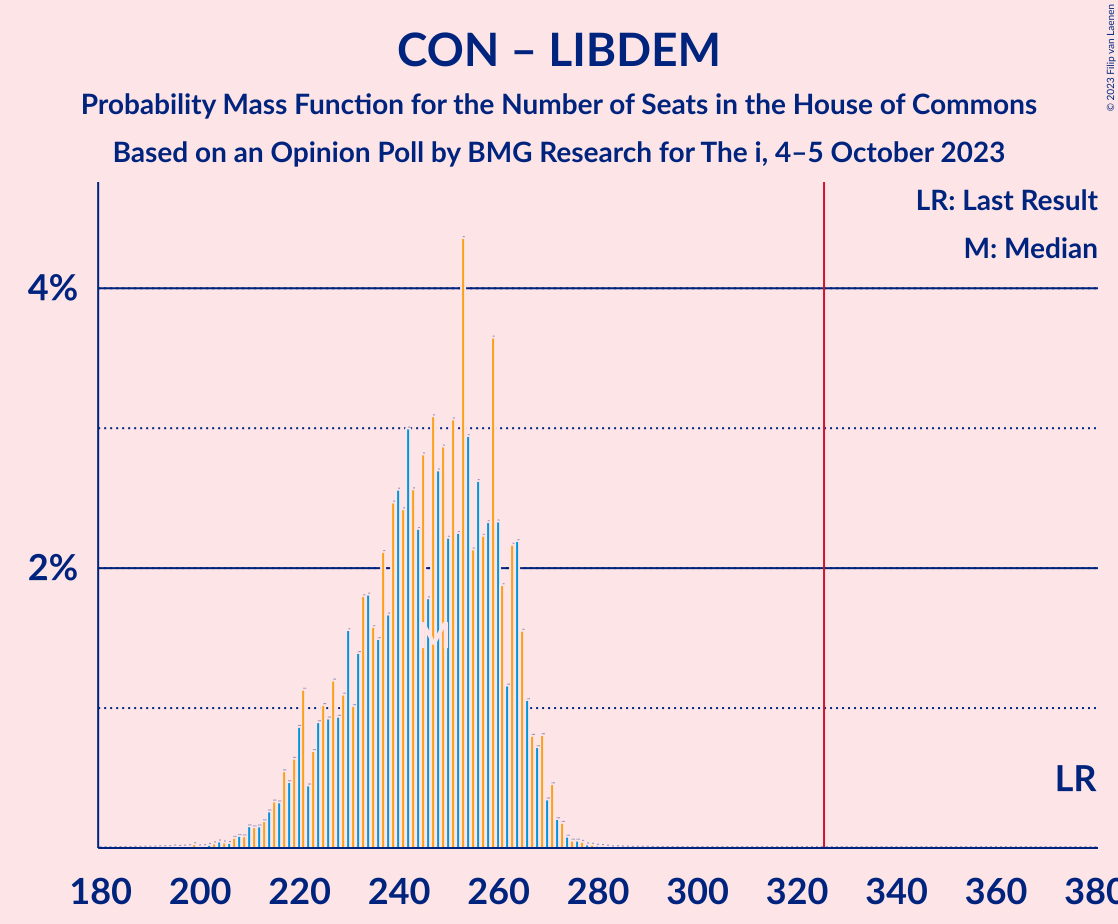 CON – LIBDEM
Probability Mass Function for the Number of Seats in the House of Commons
Based on an Opinion Poll by BMG Research for The i, 4–5 October 2023
© 2023 Filip van Laenen
LR: Last Result
M: Median
4%
2%
M
LR
180 200 220 240 260 280 300 320 340 360 380